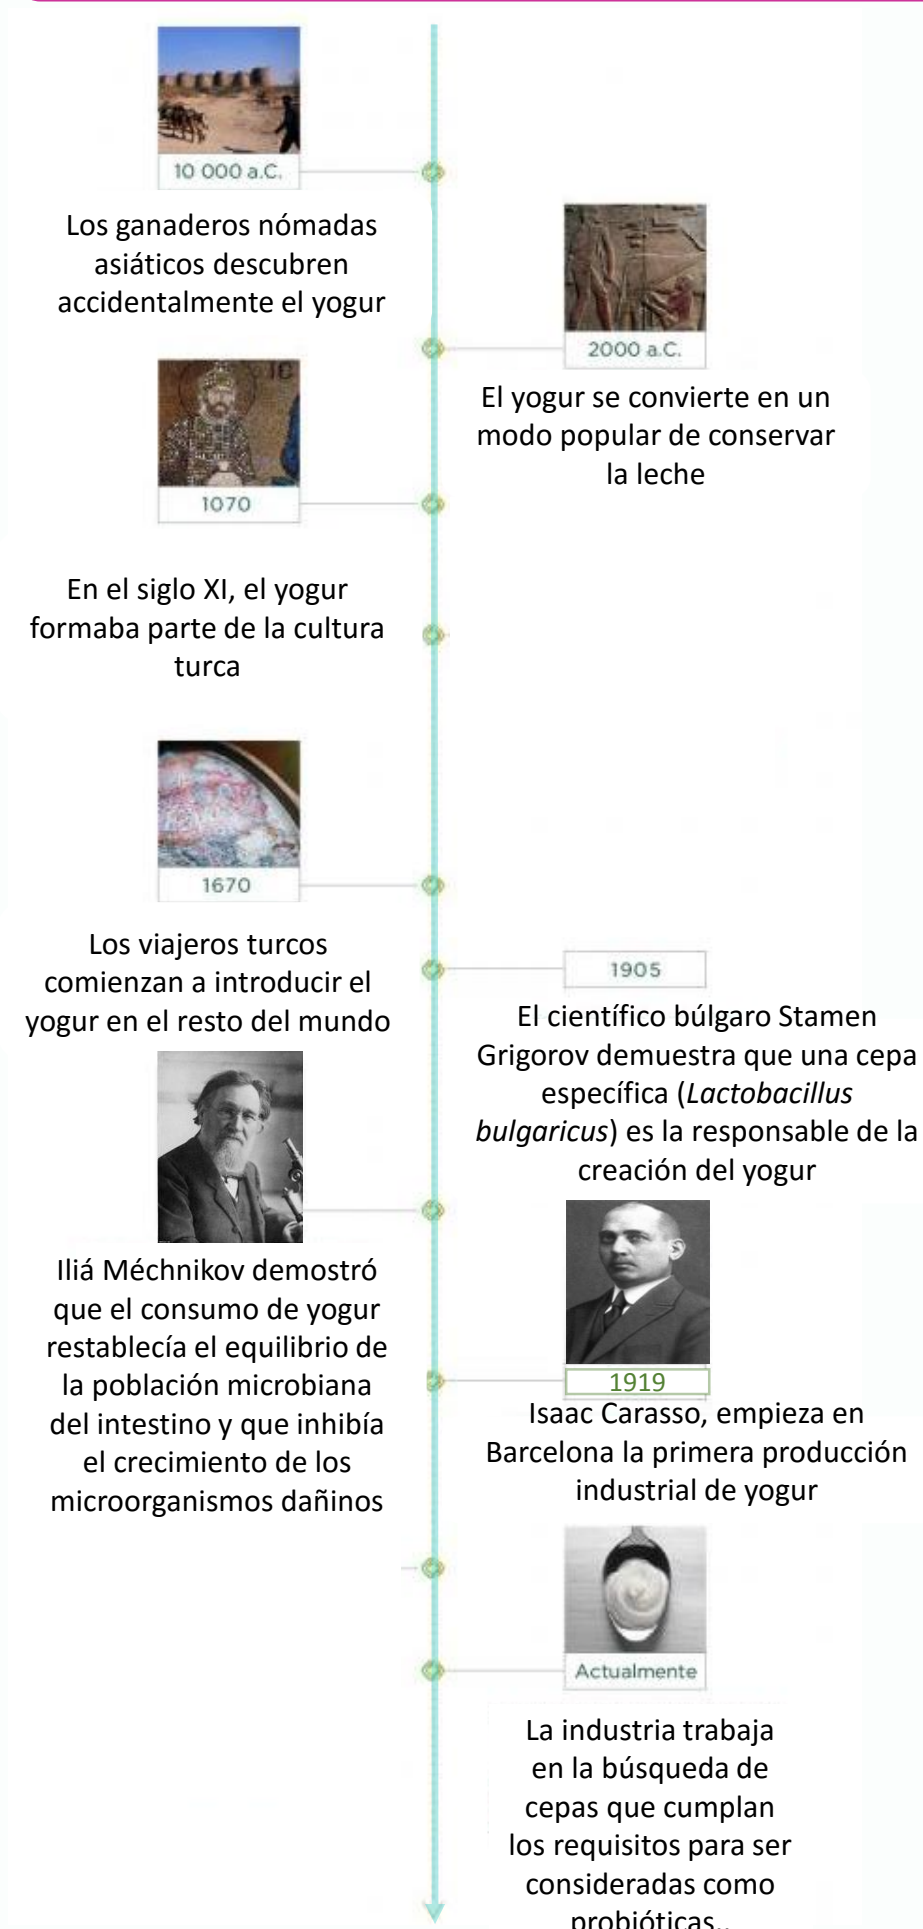 10 000 a.C.
Los ganaderos nómadas
asiáticos descubren
accidentalmente el yogur
2000 a.C.
El yogur se convierte en un
modo popular de conservar
la leche
1070
En el siglo XI, el yogur
formaba parte de la cultura
turca
1670
Los viajeros turcos
comienzan a introducir el
yogur en el resto del mundo
1905
El científico búlgaro Stamen
Grigorov demuestra que una cepa
específica (Lactobacillus
bulgaricus) es la responsable de la
creación del yogur
Iliá Méchnikov demostró
que el consumo de yogur
restablecía el equilibrio de
la población microbiana
del intestino y que inhibía
el crecimiento de los
microorganismos dañinos
1919
Isaac Carasso, empieza en
Barcelona la primera producción
industrial de yogur
Actualmente
La industria trabaja
en la búsqueda de
cepas que cumplan
los requisitos para ser
consideradas como
probióticas..